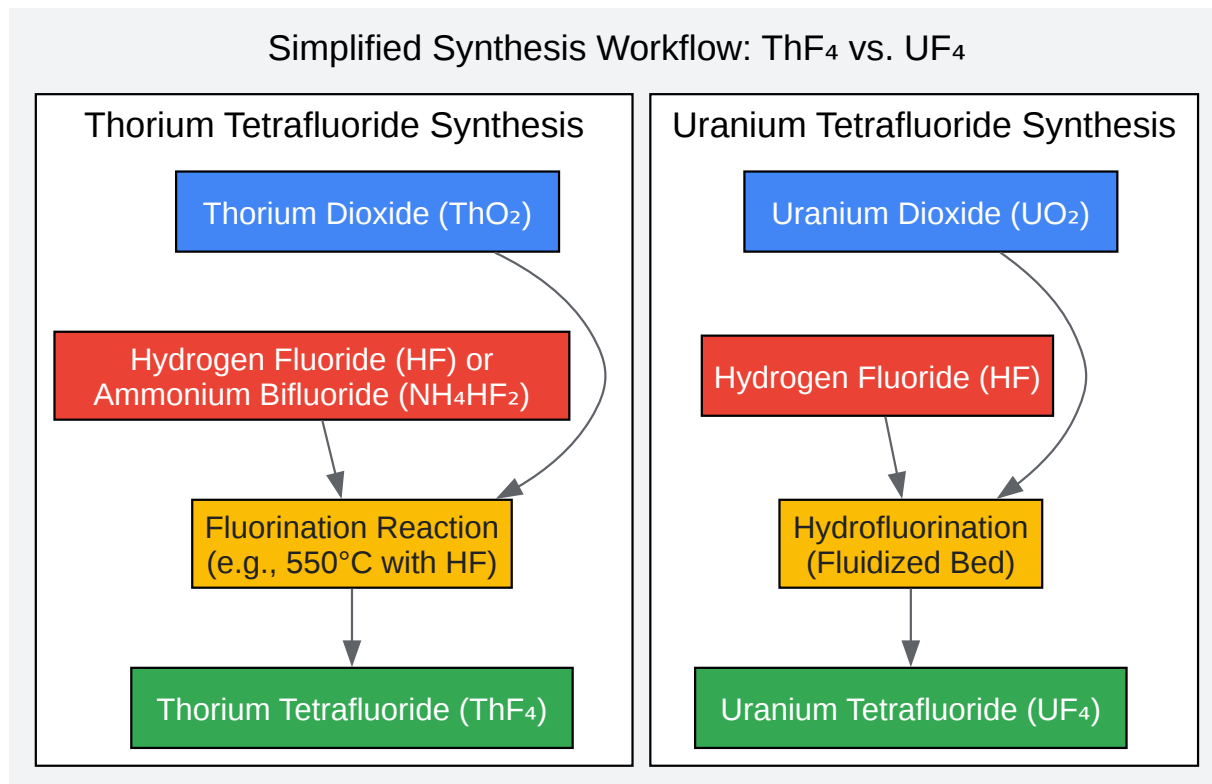 Simplified Synthesis Workflow: ThF₄ vs. UF₄
Thorium Tetrafluoride Synthesis
Thorium Dioxide (ThO₂)
Hydrogen Fluoride (HF) or
Ammonium Bifluoride (NH₄HF₂)
Fluorination Reaction
(e.g., 550°C with HF)
Thorium Tetrafluoride (ThF₄)
Uranium Tetrafluoride Synthesis
Uranium Dioxide (UO₂)
Hydrogen Fluoride (HF)
Hydrofluorination
(Fluidized Bed)
Uranium Tetrafluoride (UF₄)